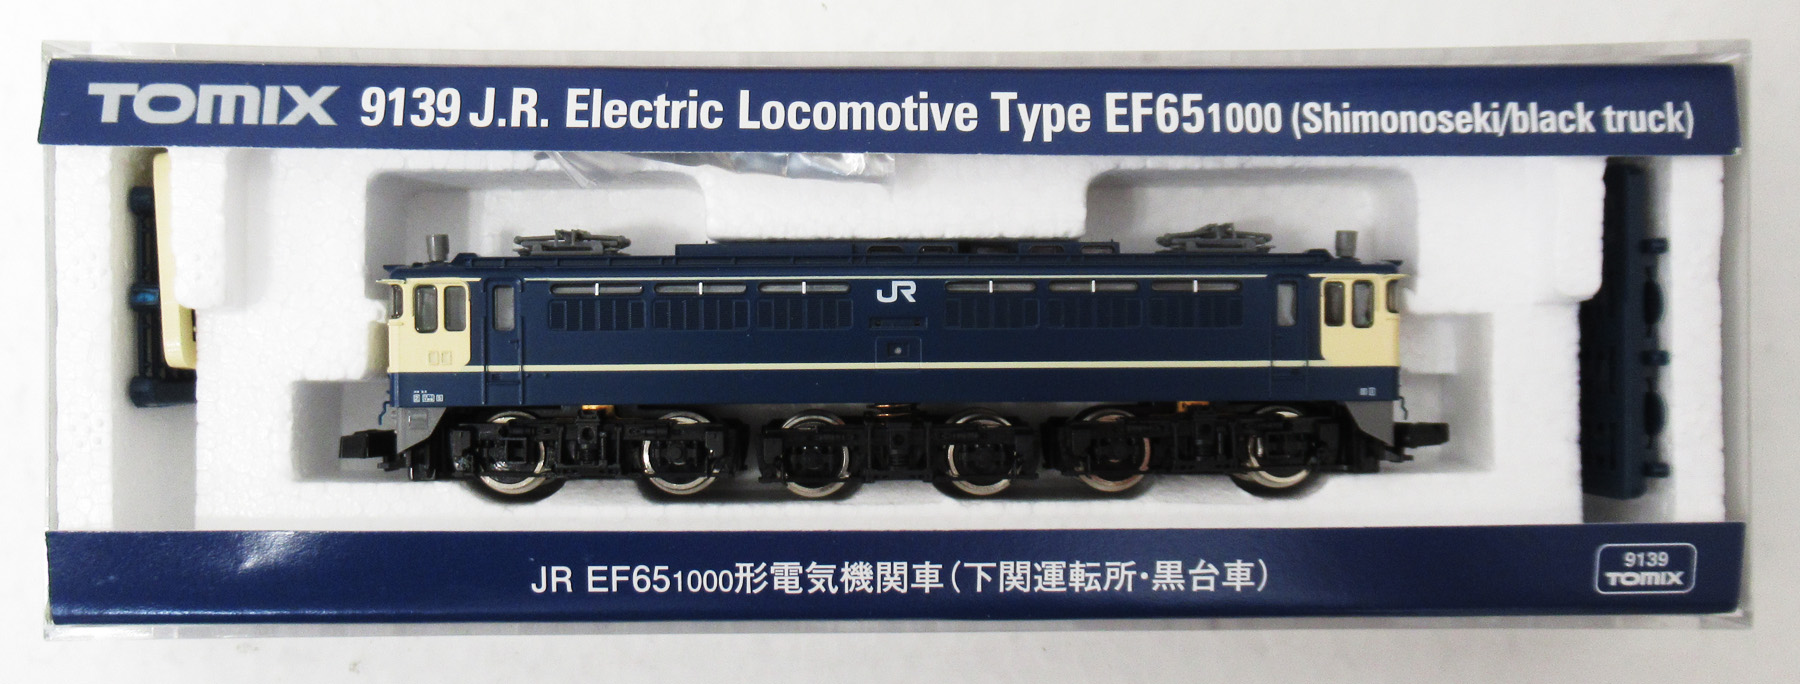 TOMIX 9139 J.R. Electric Locomotive Type EF651000 (Shimonoseki/black truck)
JR
JR EF651000形電気機関車(下関運転所・黒台車)
9139
TOMIX